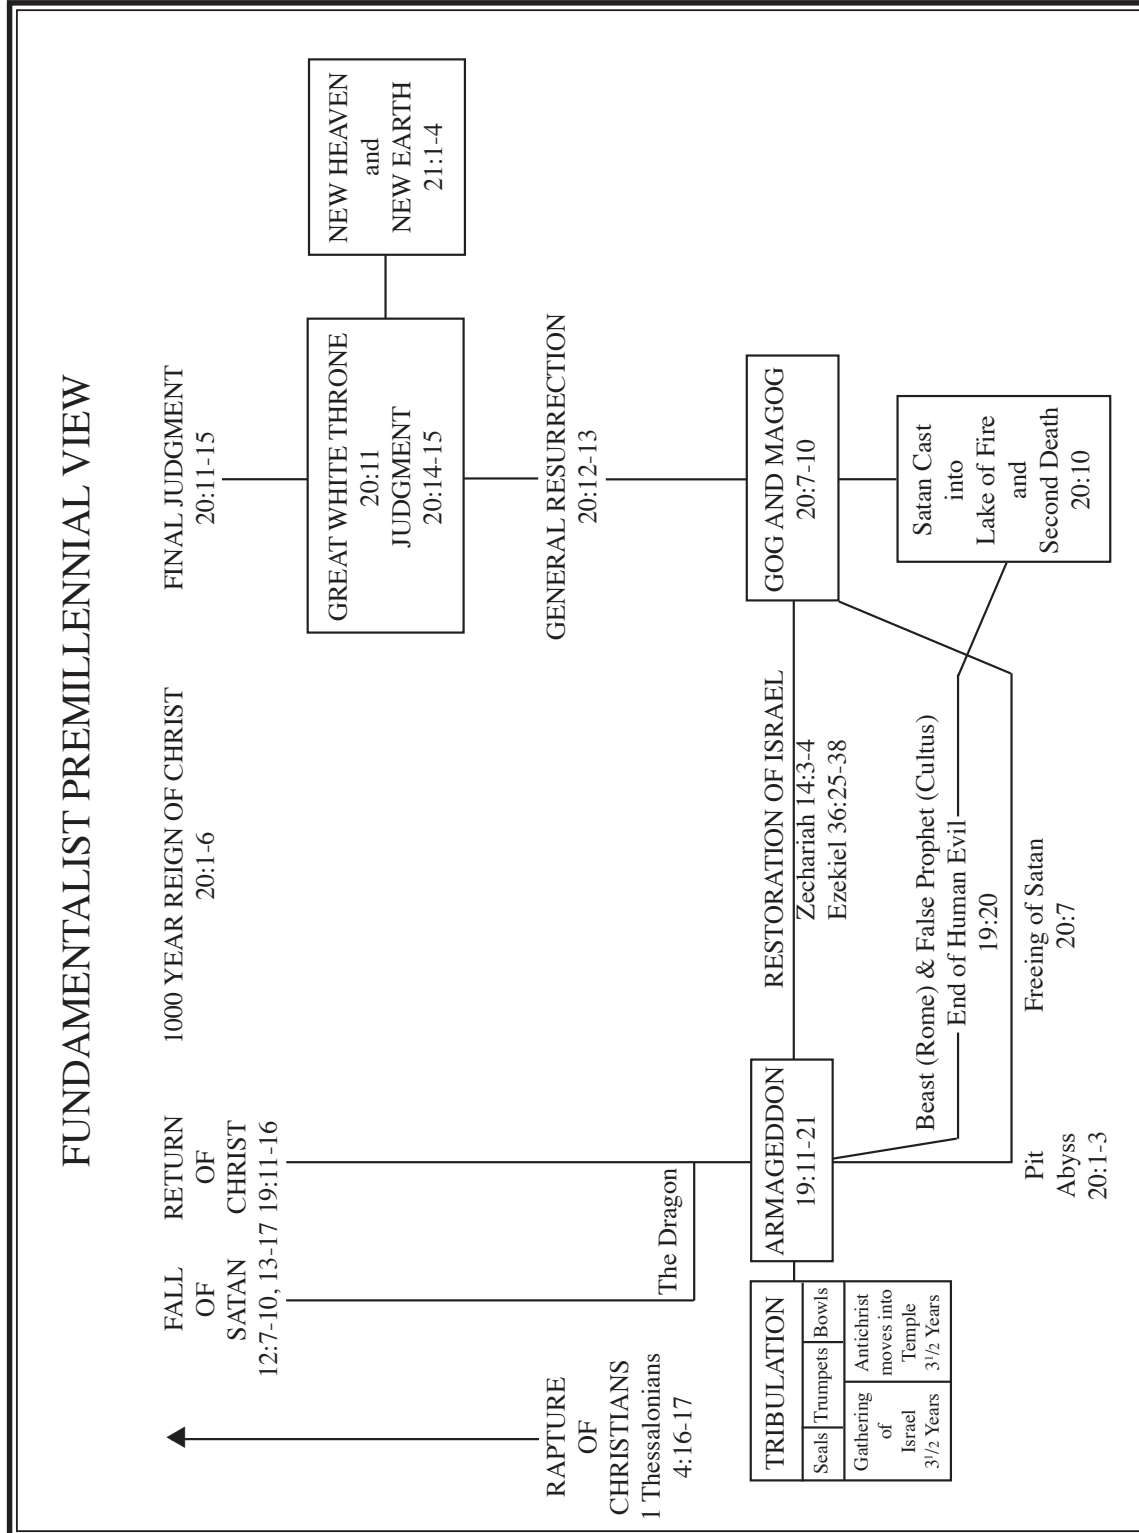 FUNDAMENTALIST PREMILLENNIAL VIEW
RAPTURE
OF
CHRISTIANS
1 Thessalonians
4:16-17
FALL
OF
SATAN
12:7-10, 13-17
RETURN
OF
CHRIST
19:11-16
1000 YEAR REIGN OF CHRIST
20:1-6
FINAL JUDGMENT
20:11-15
GREAT WHITE THRONE
20:11
JUDGMENT
20:14-15
NEW HEAVEN
and
NEW EARTH
21:1-4
GENERAL RESURRECTION
20:12-13
The Dragon
TRIBULATION
Seals
Trumpets
Bowls
Gathering
of
Israel
3½ Years
Antichrist
moves into
Temple
3½ Years
ARMAGEDDON
19:11-21
RESTORATION OF ISRAEL
Zechariah 14:3-4
Ezekiel 36:25-38
GOG AND MAGOG
20:7-10
Beast (Rome) & False Prophet (Cultus)
End of Human Evil
19:20
Satan Cast
into
Lake of Fire
and
Second Death
20:10
Pit
Abyss
20:1-3
Freeing of Satan
20:7